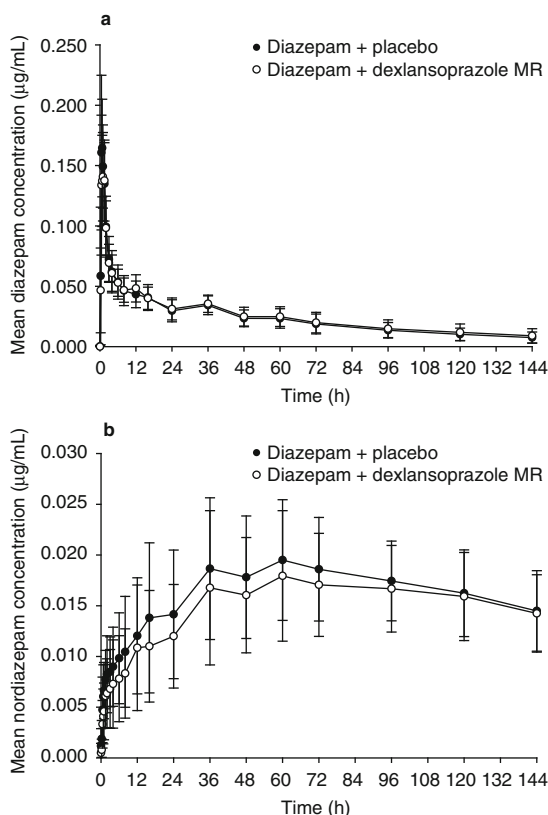 a
0.250
0.200
0.150
0.100
0.050
0.000
Mean diazepam concentration (µg/mL)
Diazepam + placebo
Diazepam + dexlansoprazole MR
0 12 24 36 48 60 72 84 96 108 120 132 144
Time (h)
b
0.030
0.025
0.020
0.015
0.010
0.005
0.000
Mean nordiazepam concentration (µg/mL)
Diazepam + placebo
Diazepam + dexlansoprazole MR
0 12 24 36 48 60 72 84 96 108 120 132 144
Time (h)